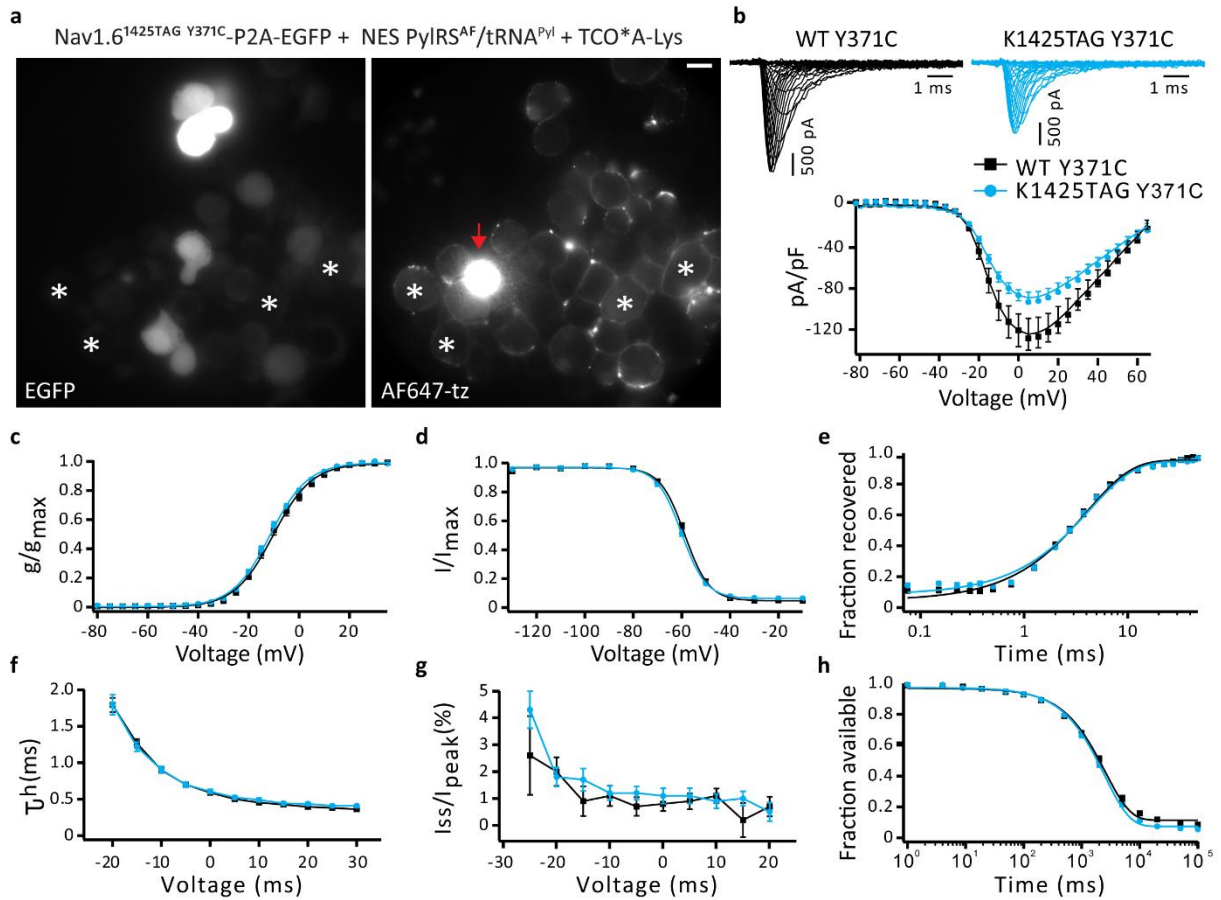 a
Nav1.6^1425TAG Y371C-P2A-EGFP + NES PylRS^AF/tRNA^Pyl + TCO*A-Lys
* * * *
EGFP
* * * *
AF647-tz
b
WT Y371C
K1425TAG Y371C
1 ms
1 ms
500 pA
500 pA
WT Y371C
K1425TAG Y371C
0
-40
-80
-120
pA/pF
-80 -60 -40 -20 0 20 40 60
Voltage (mV)
c
1.0
0.8
0.6
0.4
0.2
0
g/gmax
-80 -60 -40 -20 0 20
Voltage (mV)
d
1.0
0.8
0.6
0.4
0.2
0
I/Imax
-120 -100 -80 -60 -40 -20
Voltage (mV)
e
1.0
0.8
0.6
0.4
0.2
0.0
Fraction recovered
0.1 1 10
Time (ms)
f
2.0
1.5
1.0
0.5
0
τh(ms)
-20 -10 0 10 20 30
Voltage (ms)
g
5
4
3
2
1
0
Iss/Ipeak(%)
-30 -20 -10 0 10 20
Voltage (ms)
h
1.0
0.8
0.6
0.4
0.2
0
Fraction available
10^0 10^1 10^2 10^3 10^4 10^5
Time (ms)